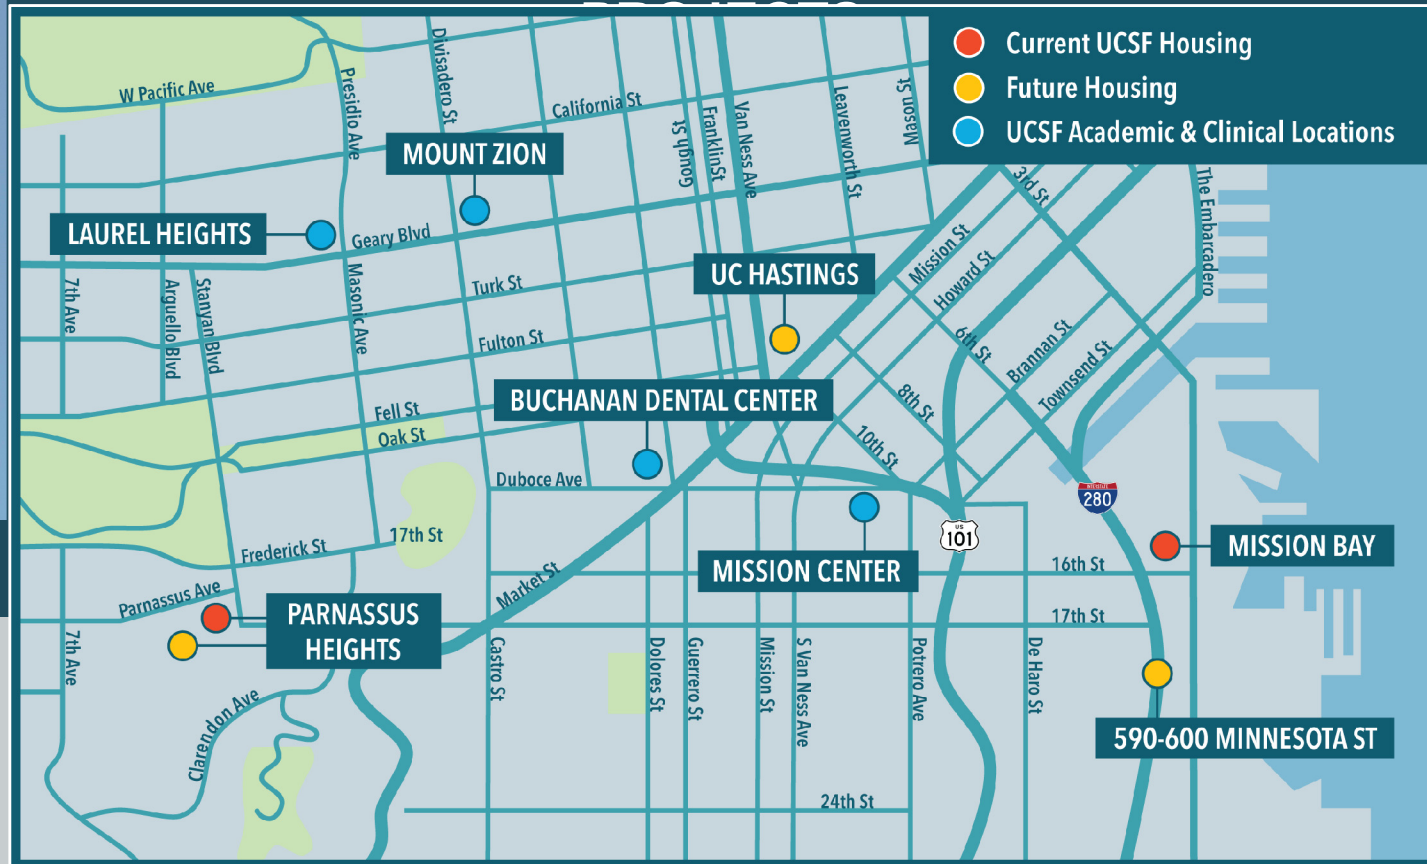 PROJECTS
Current UCSF Housing
Future Housing
UCSF Academic & Clinical Locations
W Pacific Ave
Presidio Ave
Divisadero St
California St
Gough St
Franklin St
Van Ness Ave
Leavenworth St
Mason St
MOUNT ZION
LAUREL HEIGHTS
Geary Blvd
3rd St
The Embarcadero
Mission St
Howard St
UC HASTINGS
7th Ave
Arguello Blvd
Stanyan Blvd
Masonic Ave
Turk St
Fulton St
6th St
Brannan St
Townsend St
BUCHANAN DENTAL CENTER
Fell St
Oak St
8th St
10th St
Duboce Ave
INTERSTATE
280
US
101
17th St
Frederick St
MISSION BAY
MISSION CENTER
16th St
Market St
Parnassus Ave
PARNASSUS
HEIGHTS
17th St
7th Ave
Castro St
Dolores St
Guerrero St
Mission St
S Van Ness Ave
Potrero Ave
De Haro St
Clarendon Ave
590-600 MINNESOTA ST
24th St